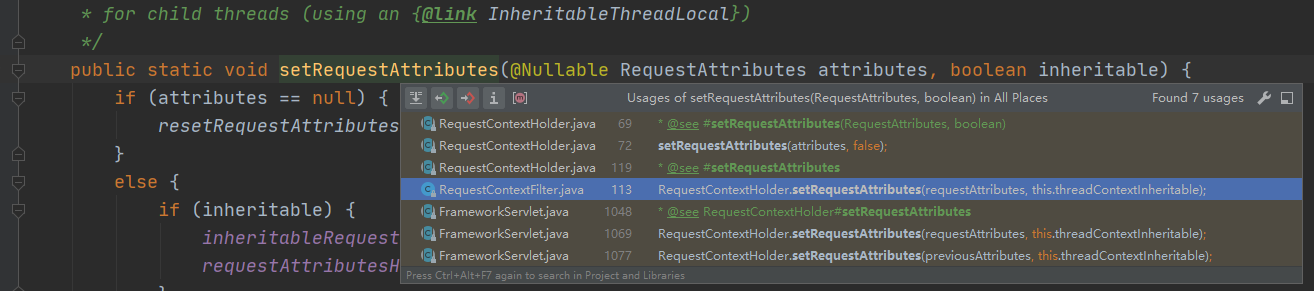 * for child threads (using an {@link InheritableThreadLocal})
*/
public static void setRequestAttributes(@Nullable RequestAttributes attributes, boolean inheritable) {
if (attributes == null) {
resetRequestAttributes
}
else {
if (inheritable) {
inheritableRequest
requestAttributesH
Usages of setRequestAttributes(RequestAttributes, boolean) in All Places Found 7 usages
RequestContextHolder.java 69 * @see #setRequestAttributes(RequestAttributes, boolean)
RequestContextHolder.java 72 setRequestAttributes(attributes, false);
RequestContextHolder.java 119 * @see #setRequestAttributes
RequestContextFilter.java 113 RequestContextHolder.setRequestAttributes(requestAttributes, this.threadContextInheritable);
FrameworkServlet.java 1048 * @see RequestContextHolder#setRequestAttributes
FrameworkServlet.java 1069 RequestContextHolder.setRequestAttributes(requestAttributes, this.threadContextInheritable);
FrameworkServlet.java 1077 RequestContextHolder.setRequestAttributes(previousAttributes, this.threadContextInheritable);
Press Ctrl+Alt+F7 again to search in Project and Libraries